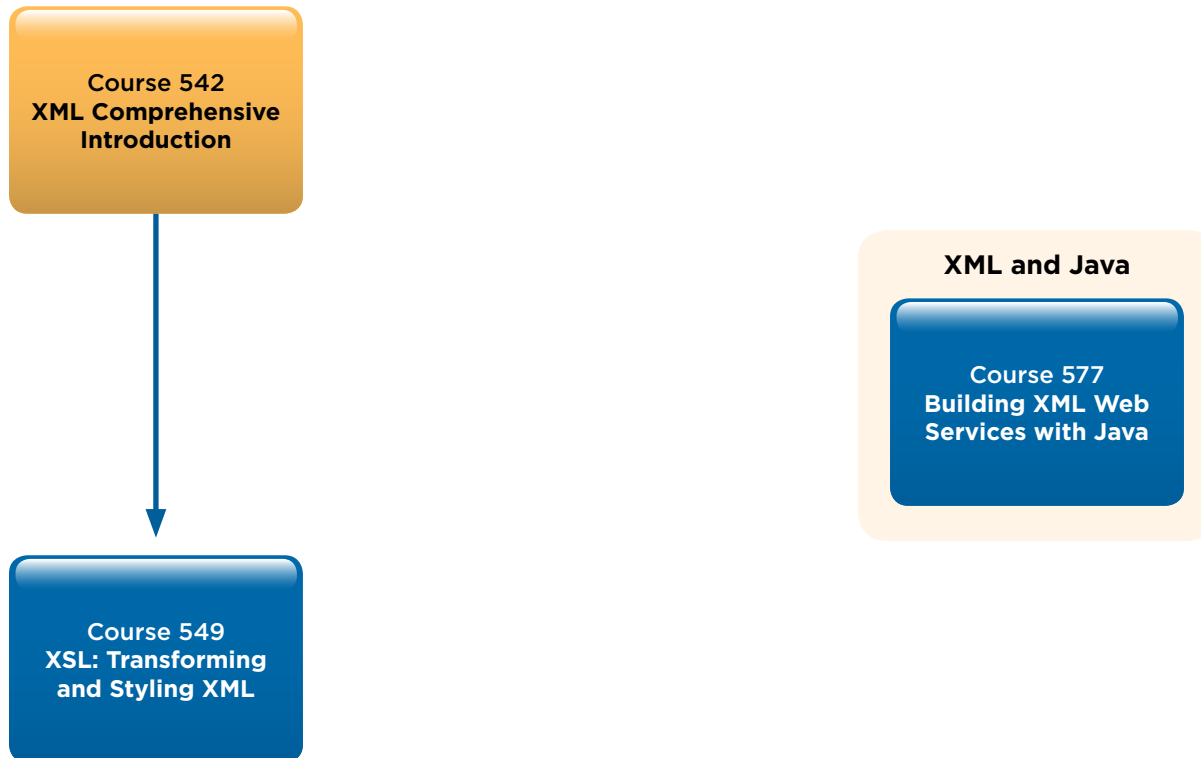 Course 542
XML Comprehensive
Introduction
XML and Java
Course 577
Building XML Web
Services with Java
Course 549
XSL: Transforming
and Styling XML